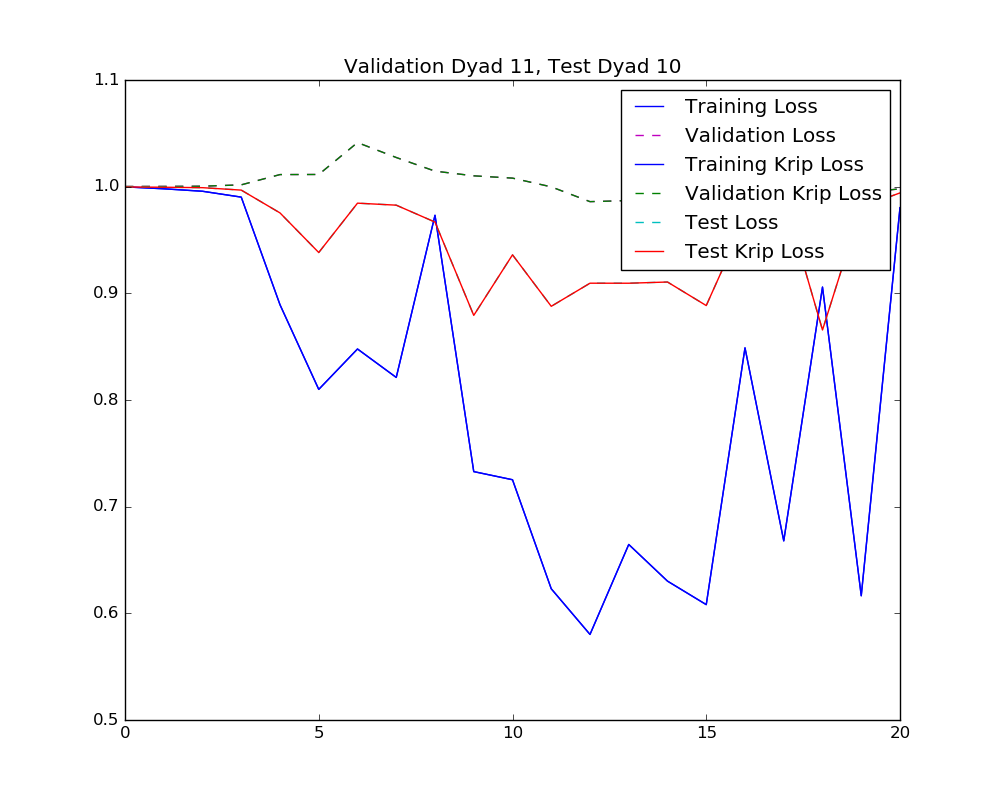 Validation Dyad 11, Test Dyad 10
1.1
1.0
0.9
0.8
0.7
0.6
0.5
0
5
10
15
20
Training Loss
Validation Loss
Training Krip Loss
Validation Krip Loss
Test Loss
Test Krip Loss